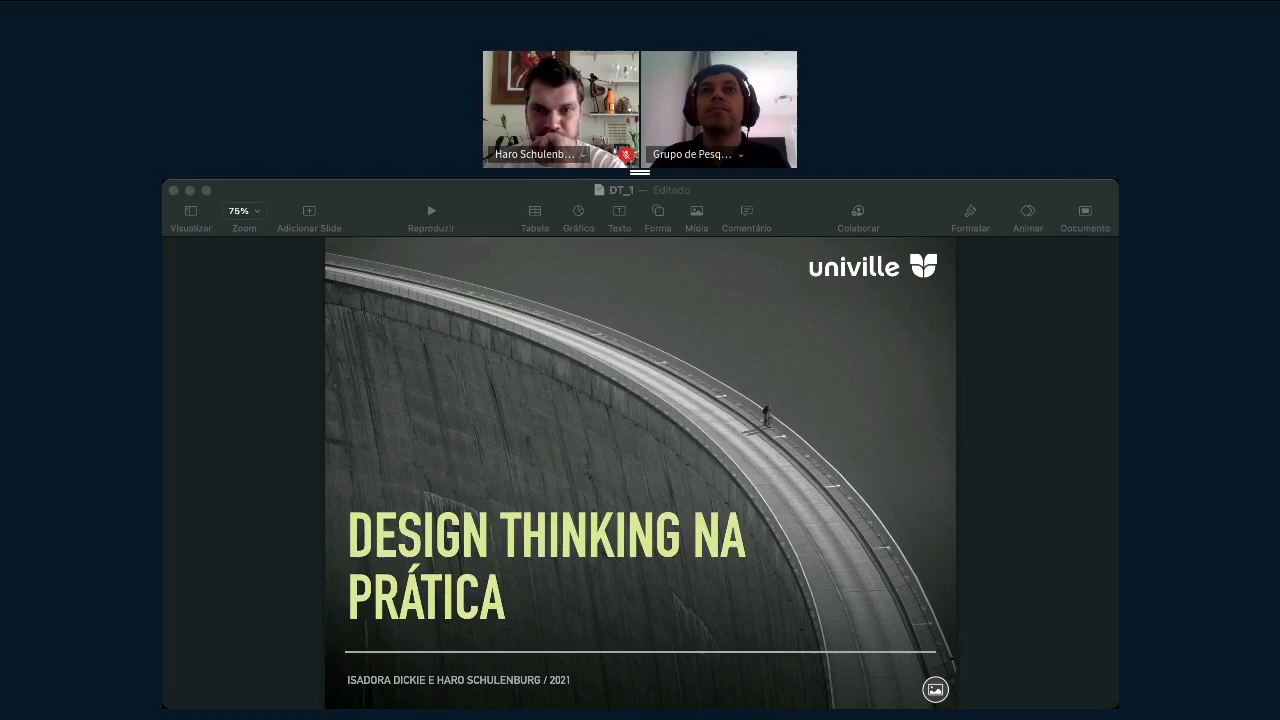 Haro Schulenb...
Grupo de Pesq...
DT_1 — Editado
75%
Visualizar Zoom Adicionar Slide Reproduzir Tabela Gráfico Texto Forma Mídia Comentário Colaborar Formatar Animar Documento
univille
DESIGN THINKING NA
PRÁTICA
ISADORA DICKIE E HARO SCHULENBURG / 2021